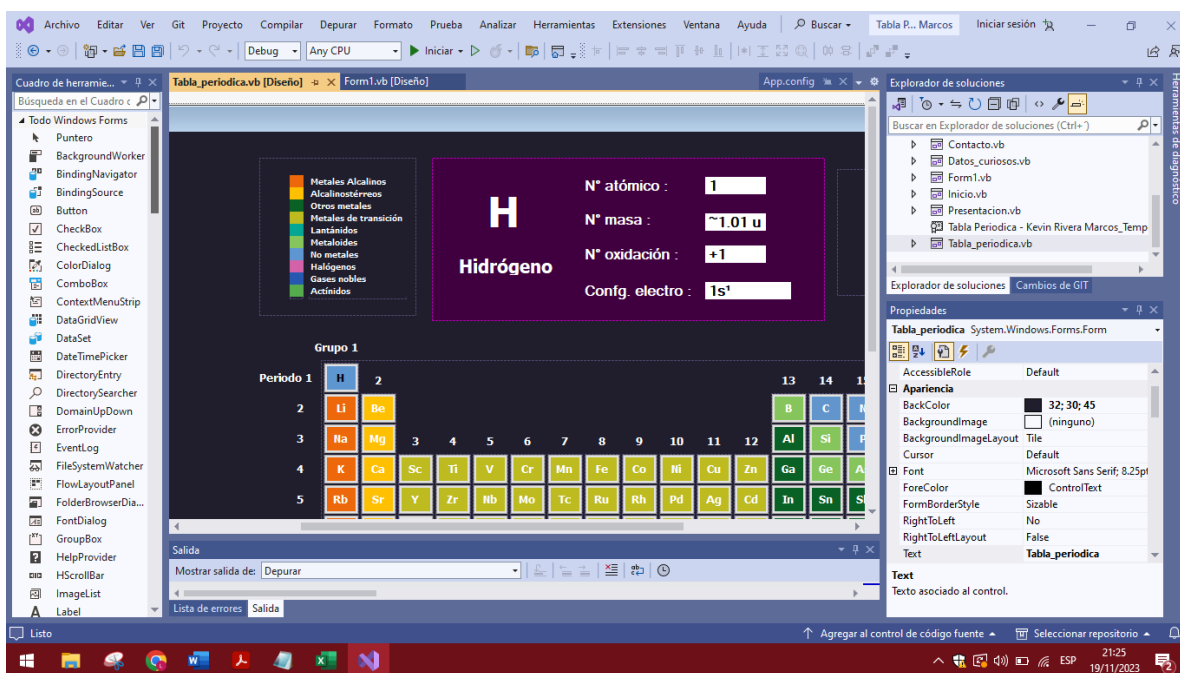 Archivo Editar Ver Git Proyecto Compilar Depurar Formato Prueba Analizar Herramientas Extensiones Ventana Ayuda Buscar Tabla P... Marcos Iniciar sesión
Debug Any CPU Iniciar
Cuadro de herramie...
Búsqueda en el Cuadro c
Todo Windows Forms
Puntero
BackgroundWorker
BindingNavigator
BindingSource
Button
CheckBox
CheckedListBox
ColorDialog
ComboBox
ContextMenuStrip
DataGridView
DataSet
DateTimePicker
DirectoryEntry
DirectorySearcher
DomainUpDown
ErrorProvider
EventLog
FileSystemWatcher
FlowLayoutPanel
FolderBrowserDia...
FontDialog
GroupBox
HelpProvider
HScrollBar
ImageList
Label
Tabla_periodica.vb [Diseño] Form1.vb [Diseño] App.config
Metales Alcalinos
Alcalinostérreos
Otros metales
Metales de transición
Lantánidos
Metaloides
No metales
Halógenos
Gases nobles
Actínidos
H
Hidrógeno
N° atómico : 1
N° masa : ~1.01 u
N° oxidación : +1
Confg. electro : 1s¹
Grupo 1
Periodo 1 H 2 13 14
2 Li Be B C N
3 Na Mg 3 4 5 6 7 8 9 10 11 12 Al Si P
4 K Ca Sc Ti V Cr Mn Fe Co Ni Cu Zn Ga Ge
5 Rb Sr Y Zr Nb Mo Tc Ru Rh Pd Ag Cd In Sn
Salida
Mostrar salida de: Depurar
Lista de errores Salida
Explorador de soluciones
Buscar en Explorador de soluciones (Ctrl+´)
Contacto.vb
Datos_curiosos.vb
Form1.vb
Inicio.vb
Presentacion.vb
Tabla Periodica - Kevin Rivera Marcos_Temp
Tabla_periodica.vb
Explorador de soluciones Cambios de GIT
Propiedades
Tabla_periodica System.Windows.Forms.Form
AccessibleRole Default
Apariencia
BackColor 32; 30; 45
BackgroundImage (ninguno)
BackgroundImageLayout Tile
Cursor Default
Font Microsoft Sans Serif; 8.25pt
ForeColor ControlText
FormBorderStyle Sizable
RightToLeft No
RightToLeftLayout False
Text Tabla_periodica
Text
Texto asociado al control.
Herramientas de diagnóstico
Listo Agregar al control de código fuente Seleccionar repositorio
ESP
21:25
19/11/2023
2